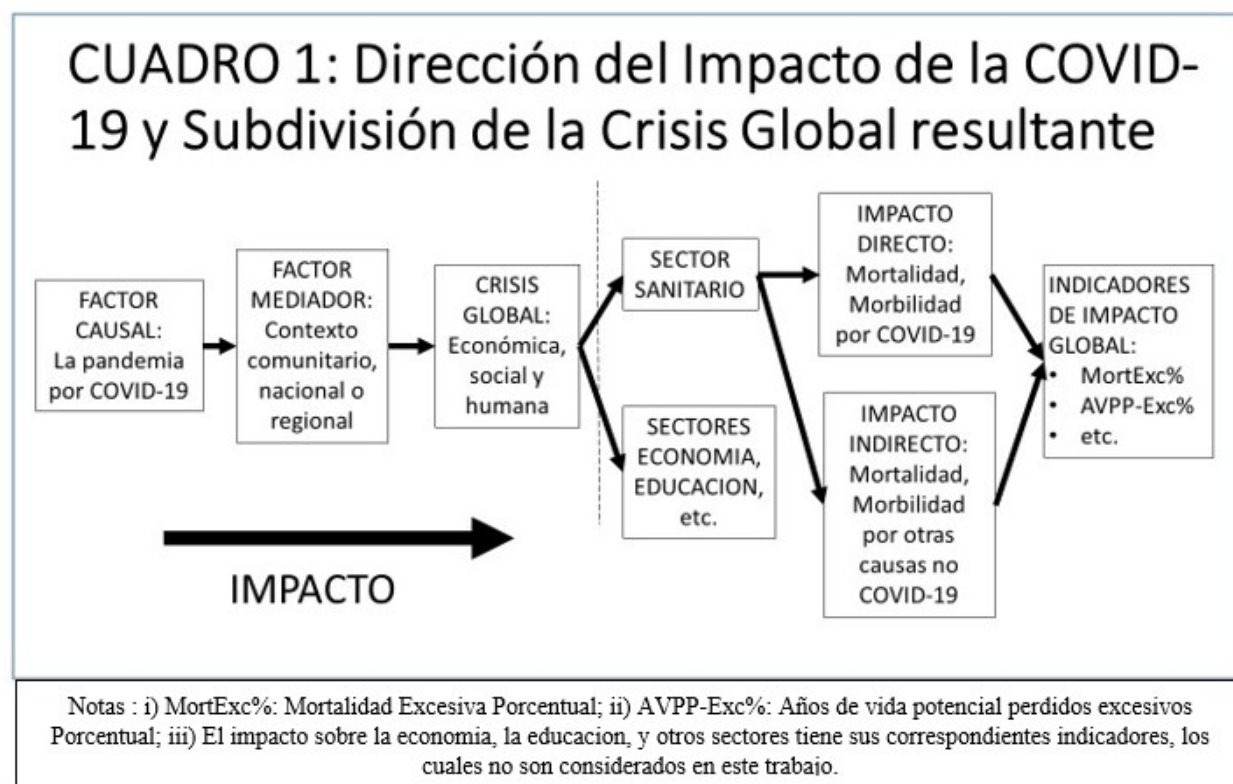 CUADRO 1: Dirección del Impacto de la COVID-
19 y Subdivisión de la Crisis Global resultante
FACTOR
CAUSAL:
La pandemia
por COVID-19
FACTOR
MEDIADOR:
Contexto
comunitario,
nacional o
regional
CRISIS
GLOBAL:
Económica,
social y
humana
SECTOR
SANITARIO
SECTORES
ECONOMIA,
EDUCACION,
etc.
IMPACTO
DIRECTO:
Mortalidad,
Morbilidad
por COVID-19
IMPACTO
INDIRECTO:
Mortalidad,
Morbilidad
por otras
causas no
COVID-19
INDICADORES
DE IMPACTO
GLOBAL:
• MortExc%
• AVPP-Exc%
• etc.
IMPACTO
Notas : i) MortExc%: Mortalidad Excesiva Porcentual; ii) AVPP-Exc%: Años de vida potencial perdidos excesivos
Porcentual; iii) El impacto sobre la economia, la educacion, y otros sectores tiene sus correspondientes indicadores, los
cuales no son considerados en este trabajo.